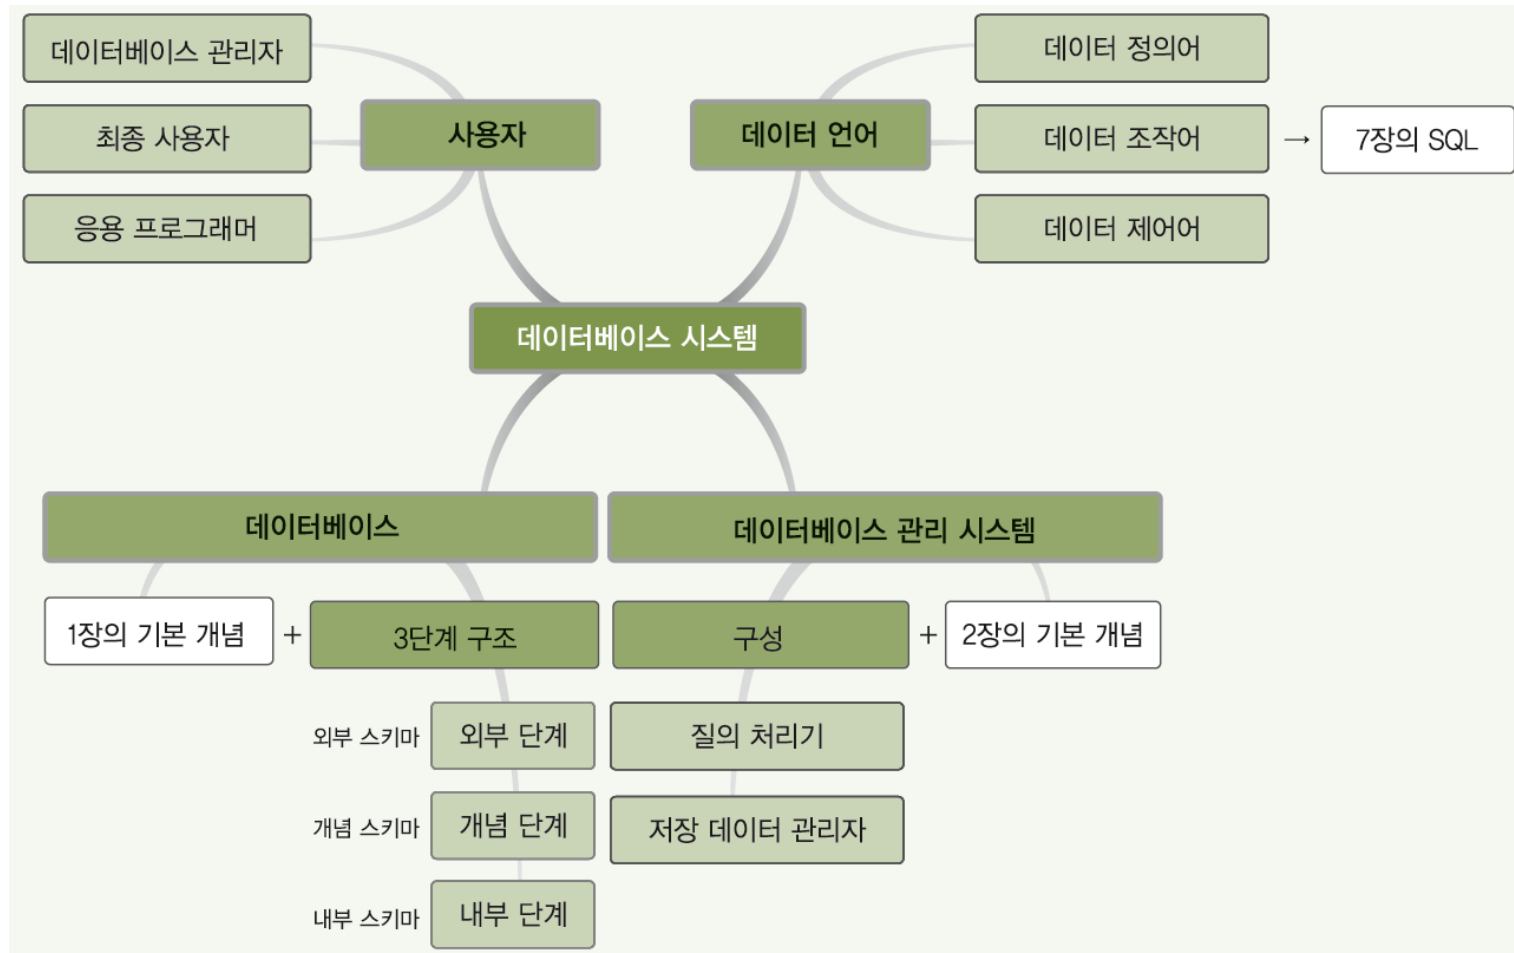 데이터베이스 관리자
최종 사용자
응용 프로그래머
사용자
데이터 언어
데이터 정의어
데이터 조작어
→
7장의 SQL
데이터 제어어
데이터베이스 시스템
데이터베이스
데이터베이스 관리 시스템
1장의 기본 개념
+
3단계 구조
구성
+
2장의 기본 개념
외부 스키마
외부 단계
개념 스키마
개념 단계
내부 스키마
내부 단계
질의 처리기
저장 데이터 관리자